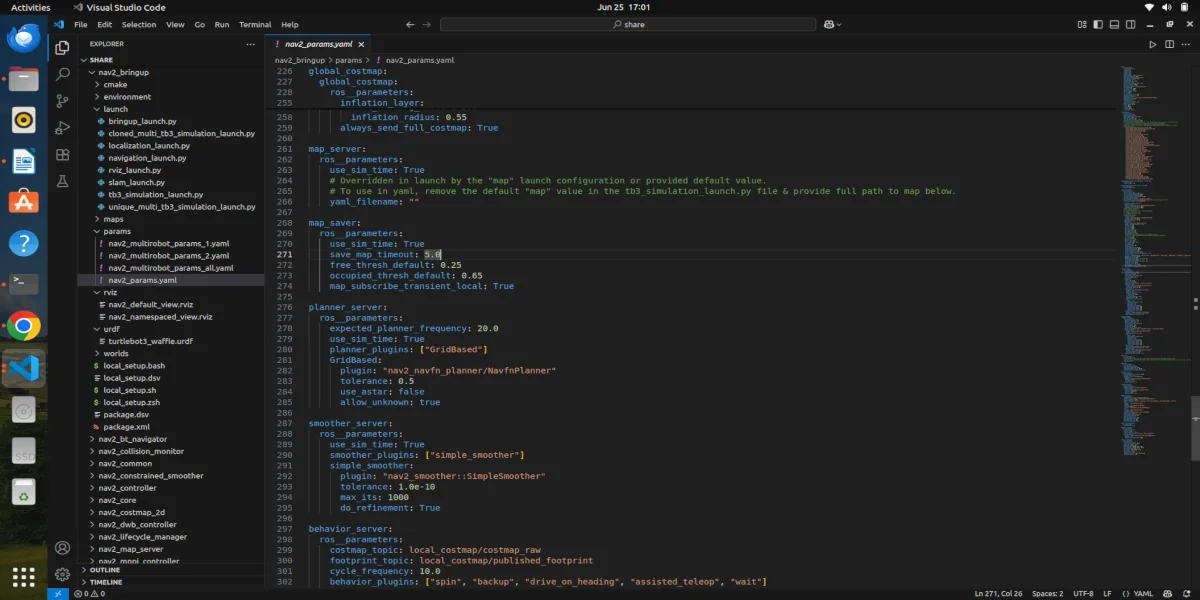 Activities
Visual Studio Code
Jun 25 17:01
File Edit Selection View Go Run Terminal Help
share
EXPLORER
SHARE
nav2_bringup
cmake
environment
launch
bringup_launch.py
cloned_multi_tb3_simulation_launch.py
localization_launch.py
navigation_launch.py
rviz_launch.py
slam_launch.py
tb3_simulation_launch.py
unique_multi_tb3_simulation_launch.py
maps
params
nav2_multirobot_params_1.yaml
nav2_multirobot_params_2.yaml
nav2_multirobot_params_all.yaml
nav2_params.yaml
rviz
nav2_default_view.rviz
nav2_namespaced_view.rviz
urdf
turtlebot3_waffle.urdf
worlds
local_setup.bash
local_setup.dsv
local_setup.sh
local_setup.zsh
package.dsv
package.xml
nav2_bt_navigator
nav2_collision_monitor
nav2_common
nav2_constrained_smoother
nav2_controller
nav2_core
nav2_costmap_2d
nav2_dwb_controller
nav2_lifecycle_manager
nav2_map_server
nav2_mppi_controller
OUTLINE
TIMELINE
! nav2_params.yaml
nav2_bringup > params > ! nav2_params.yaml
226 global_costmap:
227 global_costmap:
228 ros__parameters:
255 inflation_layer:
258 inflation_radius: 0.55
259 always_send_full_costmap: True
260
261 map_server:
262 ros__parameters:
263 use_sim_time: True
264 # Overridden in launch by the "map" launch configuration or provided default value.
265 # To use in yaml, remove the default "map" value in the tb3_simulation_launch.py file & provide full path to map below.
266 yaml_filename: ""
267
268 map_saver:
269 ros__parameters:
270 use_sim_time: True
271 save_map_timeout: 5.0
272 free_thresh_default: 0.25
273 occupied_thresh_default: 0.65
274 map_subscribe_transient_local: True
275
276 planner_server:
277 ros__parameters:
278 expected_planner_frequency: 20.0
279 use_sim_time: True
280 planner_plugins: ["GridBased"]
281 GridBased:
282 plugin: "nav2_navfn_planner/NavfnPlanner"
283 tolerance: 0.5
284 use_astar: false
285 allow_unknown: true
286
287 smoother_server:
288 ros__parameters:
289 use_sim_time: True
290 smoother_plugins: ["simple_smoother"]
291 simple_smoother:
292 plugin: "nav2_smoother::SimpleSmoother"
293 tolerance: 1.0e-10
294 max_its: 1000
295 do_refinement: True
296
297 behavior_server:
298 ros__parameters:
299 costmap_topic: local_costmap/costmap_raw
300 footprint_topic: local_costmap/published_footprint
301 cycle_frequency: 10.0
302 behavior_plugins: ["spin", "backup", "drive_on_heading", "assisted_teleop", "wait"]
0 0
Ln 271, Col 26 Spaces: 2 UTF-8 LF {} YAML